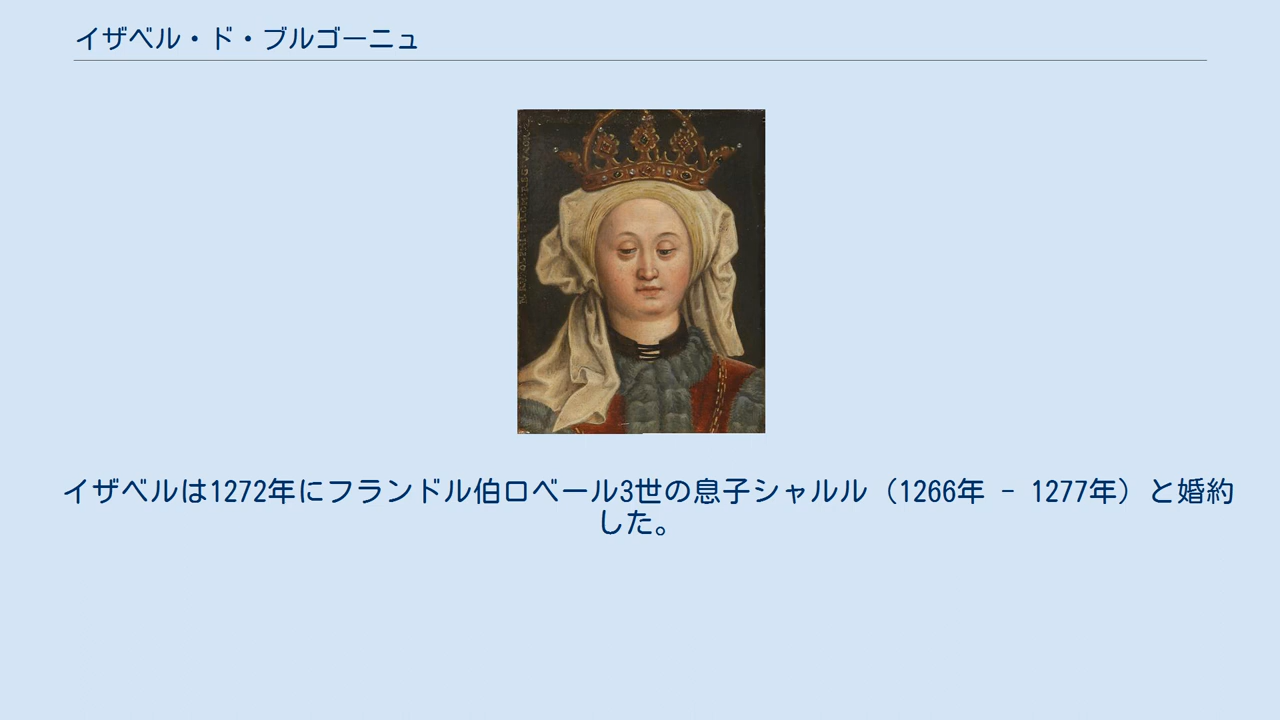 イザベル・ド・ブルゴーニュ
イザベルは1272年にフランドル伯ロベール3世の息子シャルル（1266年 - 1277年）と婚約
した。